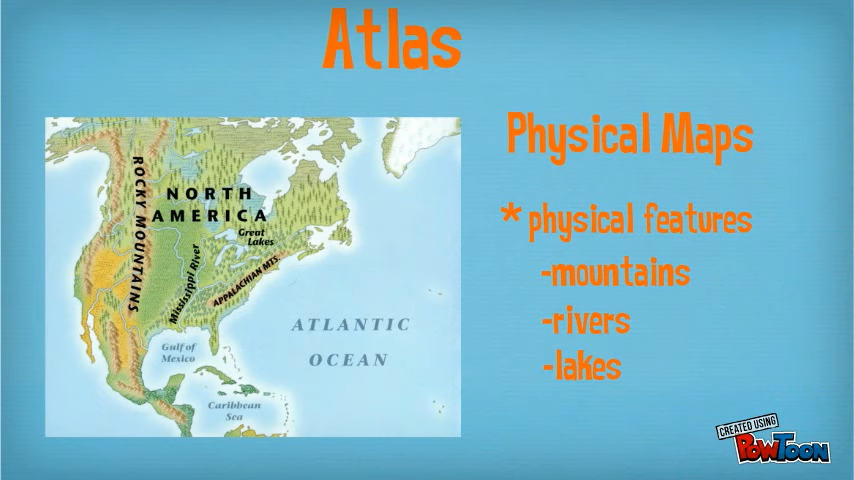 Atlas
Physical Maps
*physical features
-mountains
-rivers
-lakes
ROCKY MOUNTAINS
NORTH
AMERICA
Great
Lakes
Mississippi River
APPALACHIAN MTS.
ATLANTIC
OCEAN
Gulf of
Mexico
Caribbean
Sea
CREATED USING
POWTOON